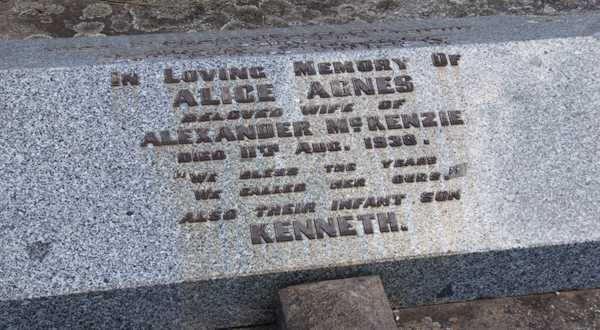 In Loving Memory Of
ALICE AGNES
BELOVED WIFE OF
ALEXANDER McKENZIE
DIED 11TH AUG. 1938.
"WE BLESS THE YEARS
WE CALLED HER OURS."
ALSO THEIR INFANT SON
KENNETH.